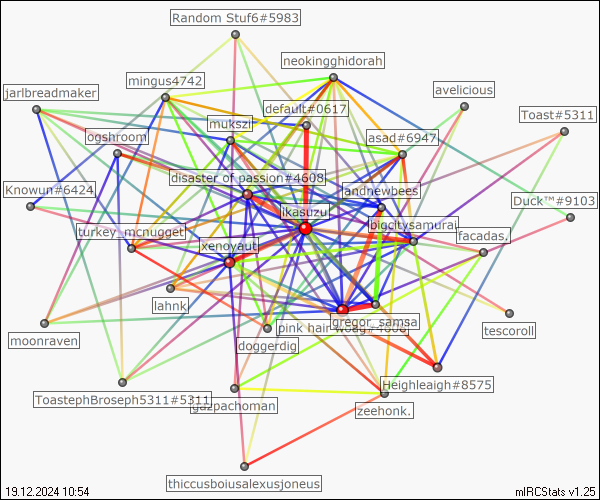 Random Stuf6#5983
neokingghidorah
mingus4742
jarlbreadmaker
avelicious
default#0617
Toast#5311
mukszi
ogshroom
asad#6947
disaster of passion#4608
Knowun#6424
andnewbees
Duck™#9103
ikasuzu
bigcitysamurai
turkey_mcnugget
facadas.
xenoyaut
lahnk
gregor_samsa
pink hair woag#4000
tescoroll
moonraven
doggerdig
Heighleaigh#8575
ToastephBroseph5311#5311
gazpachoman
zeehonk.
thiccusboiusalexusjoneus
19.12.2024 10:54
mIRCStats v1.25